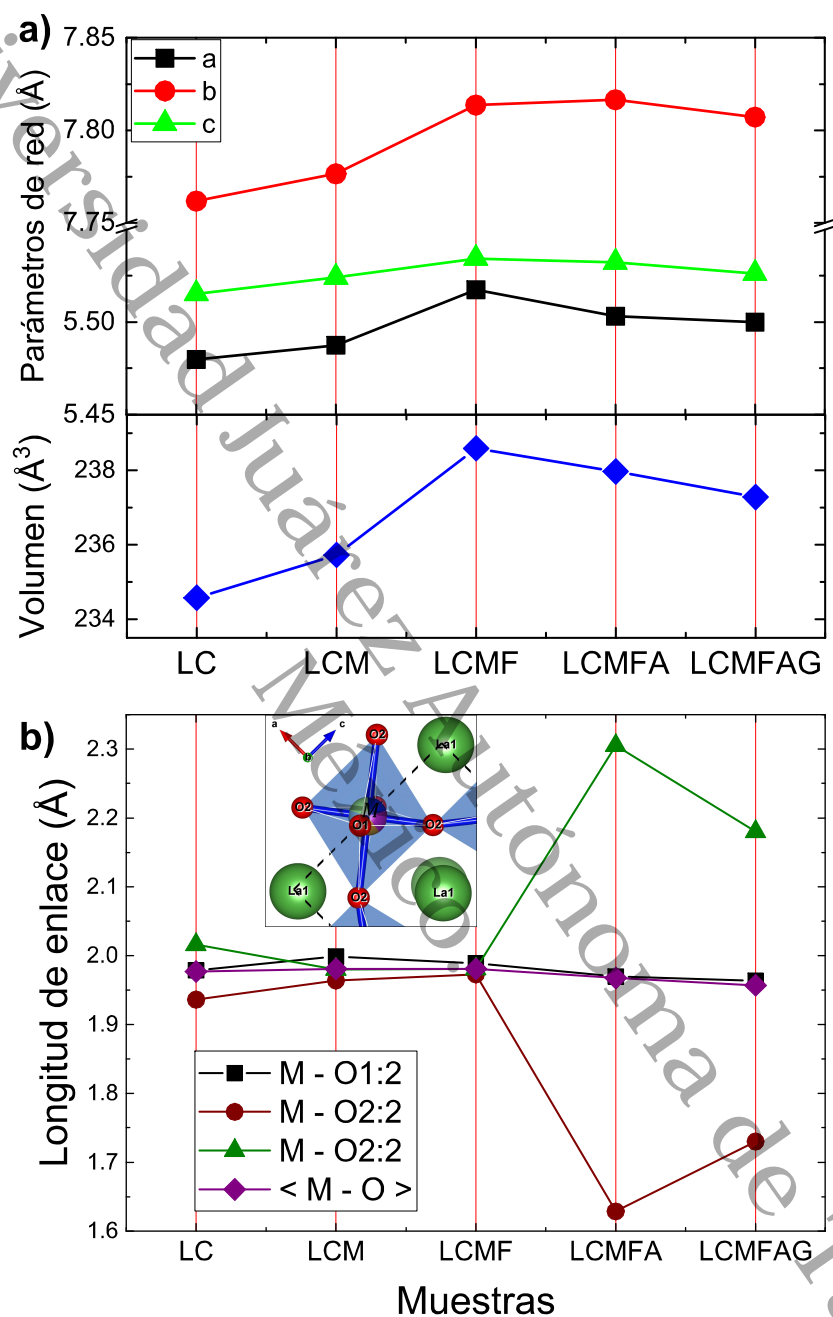 a)
7.85
7.80
7.75
5.50
5.45
Parámetros de red (Å)
a
b
c
238
236
234
Volumen (Å³)
LC LCM LCMF LCMFA LCMFAG
b)
2.3
2.2
2.1
2.0
1.9
1.8
1.7
1.6
Longitud de enlace (Å)
a b c
O2
La1
O2 M O1 O2
La1 O2 La1
M - O1:2
M - O2:2
M - O2:2
< M - O >
LC LCM LCMF LCMFA LCMFAG
Muestras
versidad Juárez Autónoma de T
México.